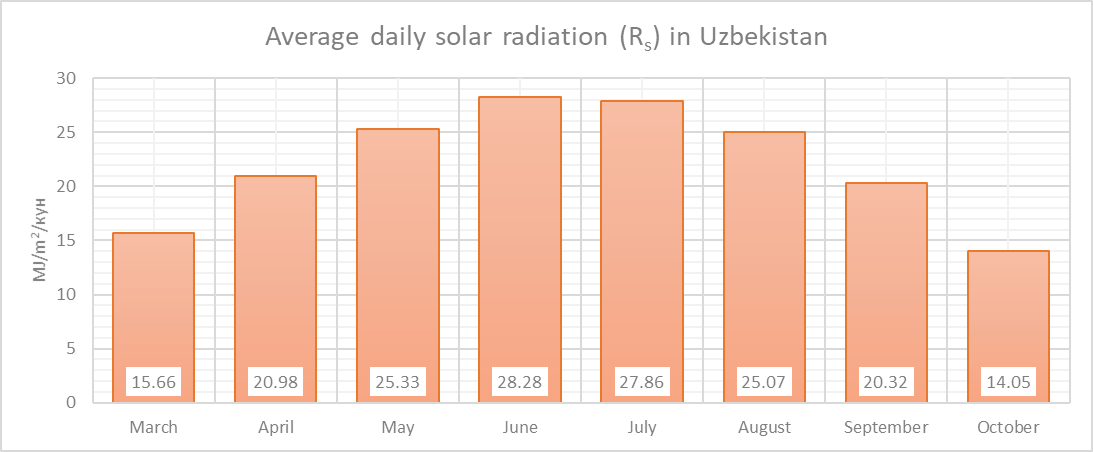 Average daily solar radiation (Rₛ) in Uzbekistan
MJ/m²/кун
30
25
20
15
10
5
0
15.66 20.98 25.33 28.28 27.86 25.07 20.32 14.05
March April May June July August September October